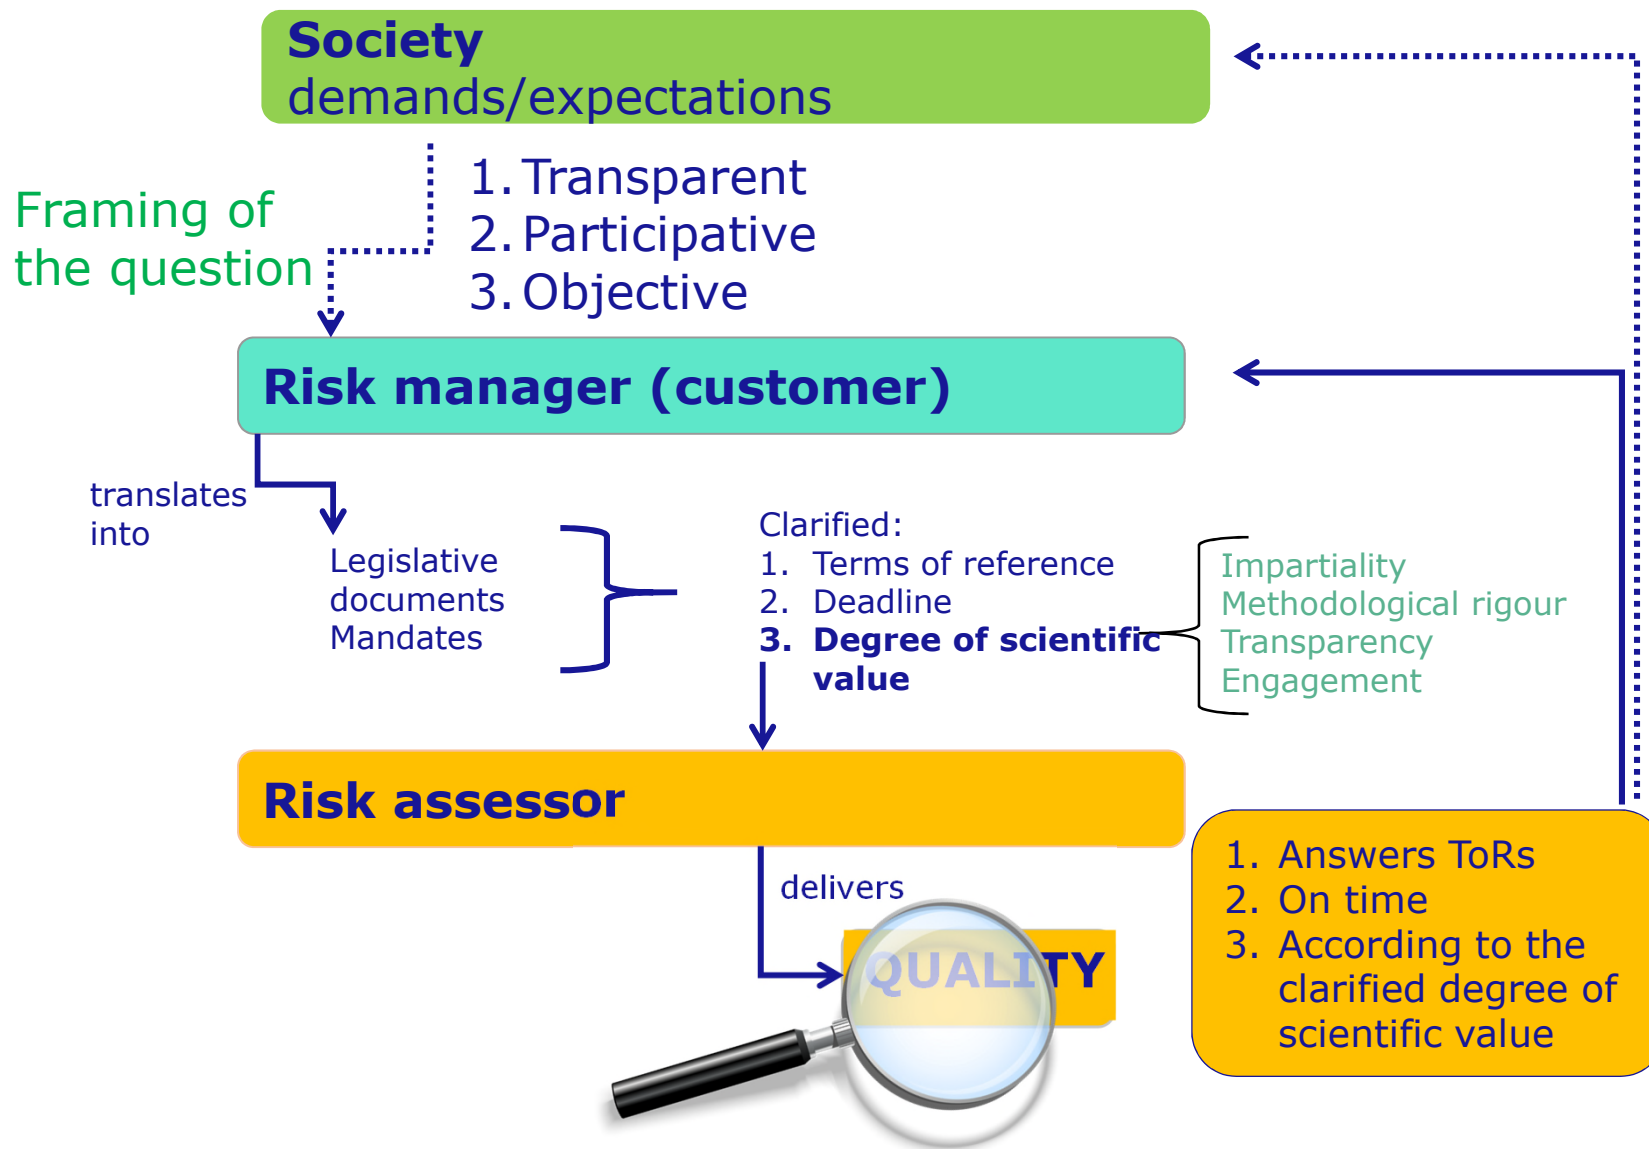 Society
demands/expectations
Framing of
the question
1. Transparent
2. Participative
3. Objective
Risk manager (customer)
translates
into
Legislative
documents
Mandates
Clarified:
1. Terms of reference
2. Deadline
3. Degree of scientific
value
Impartiality
Methodological rigour
Transparency
Engagement
Risk assessor
delivers
QUALITY
1. Answers ToRs
2. On time
3. According to the
clarified degree of
scientific value